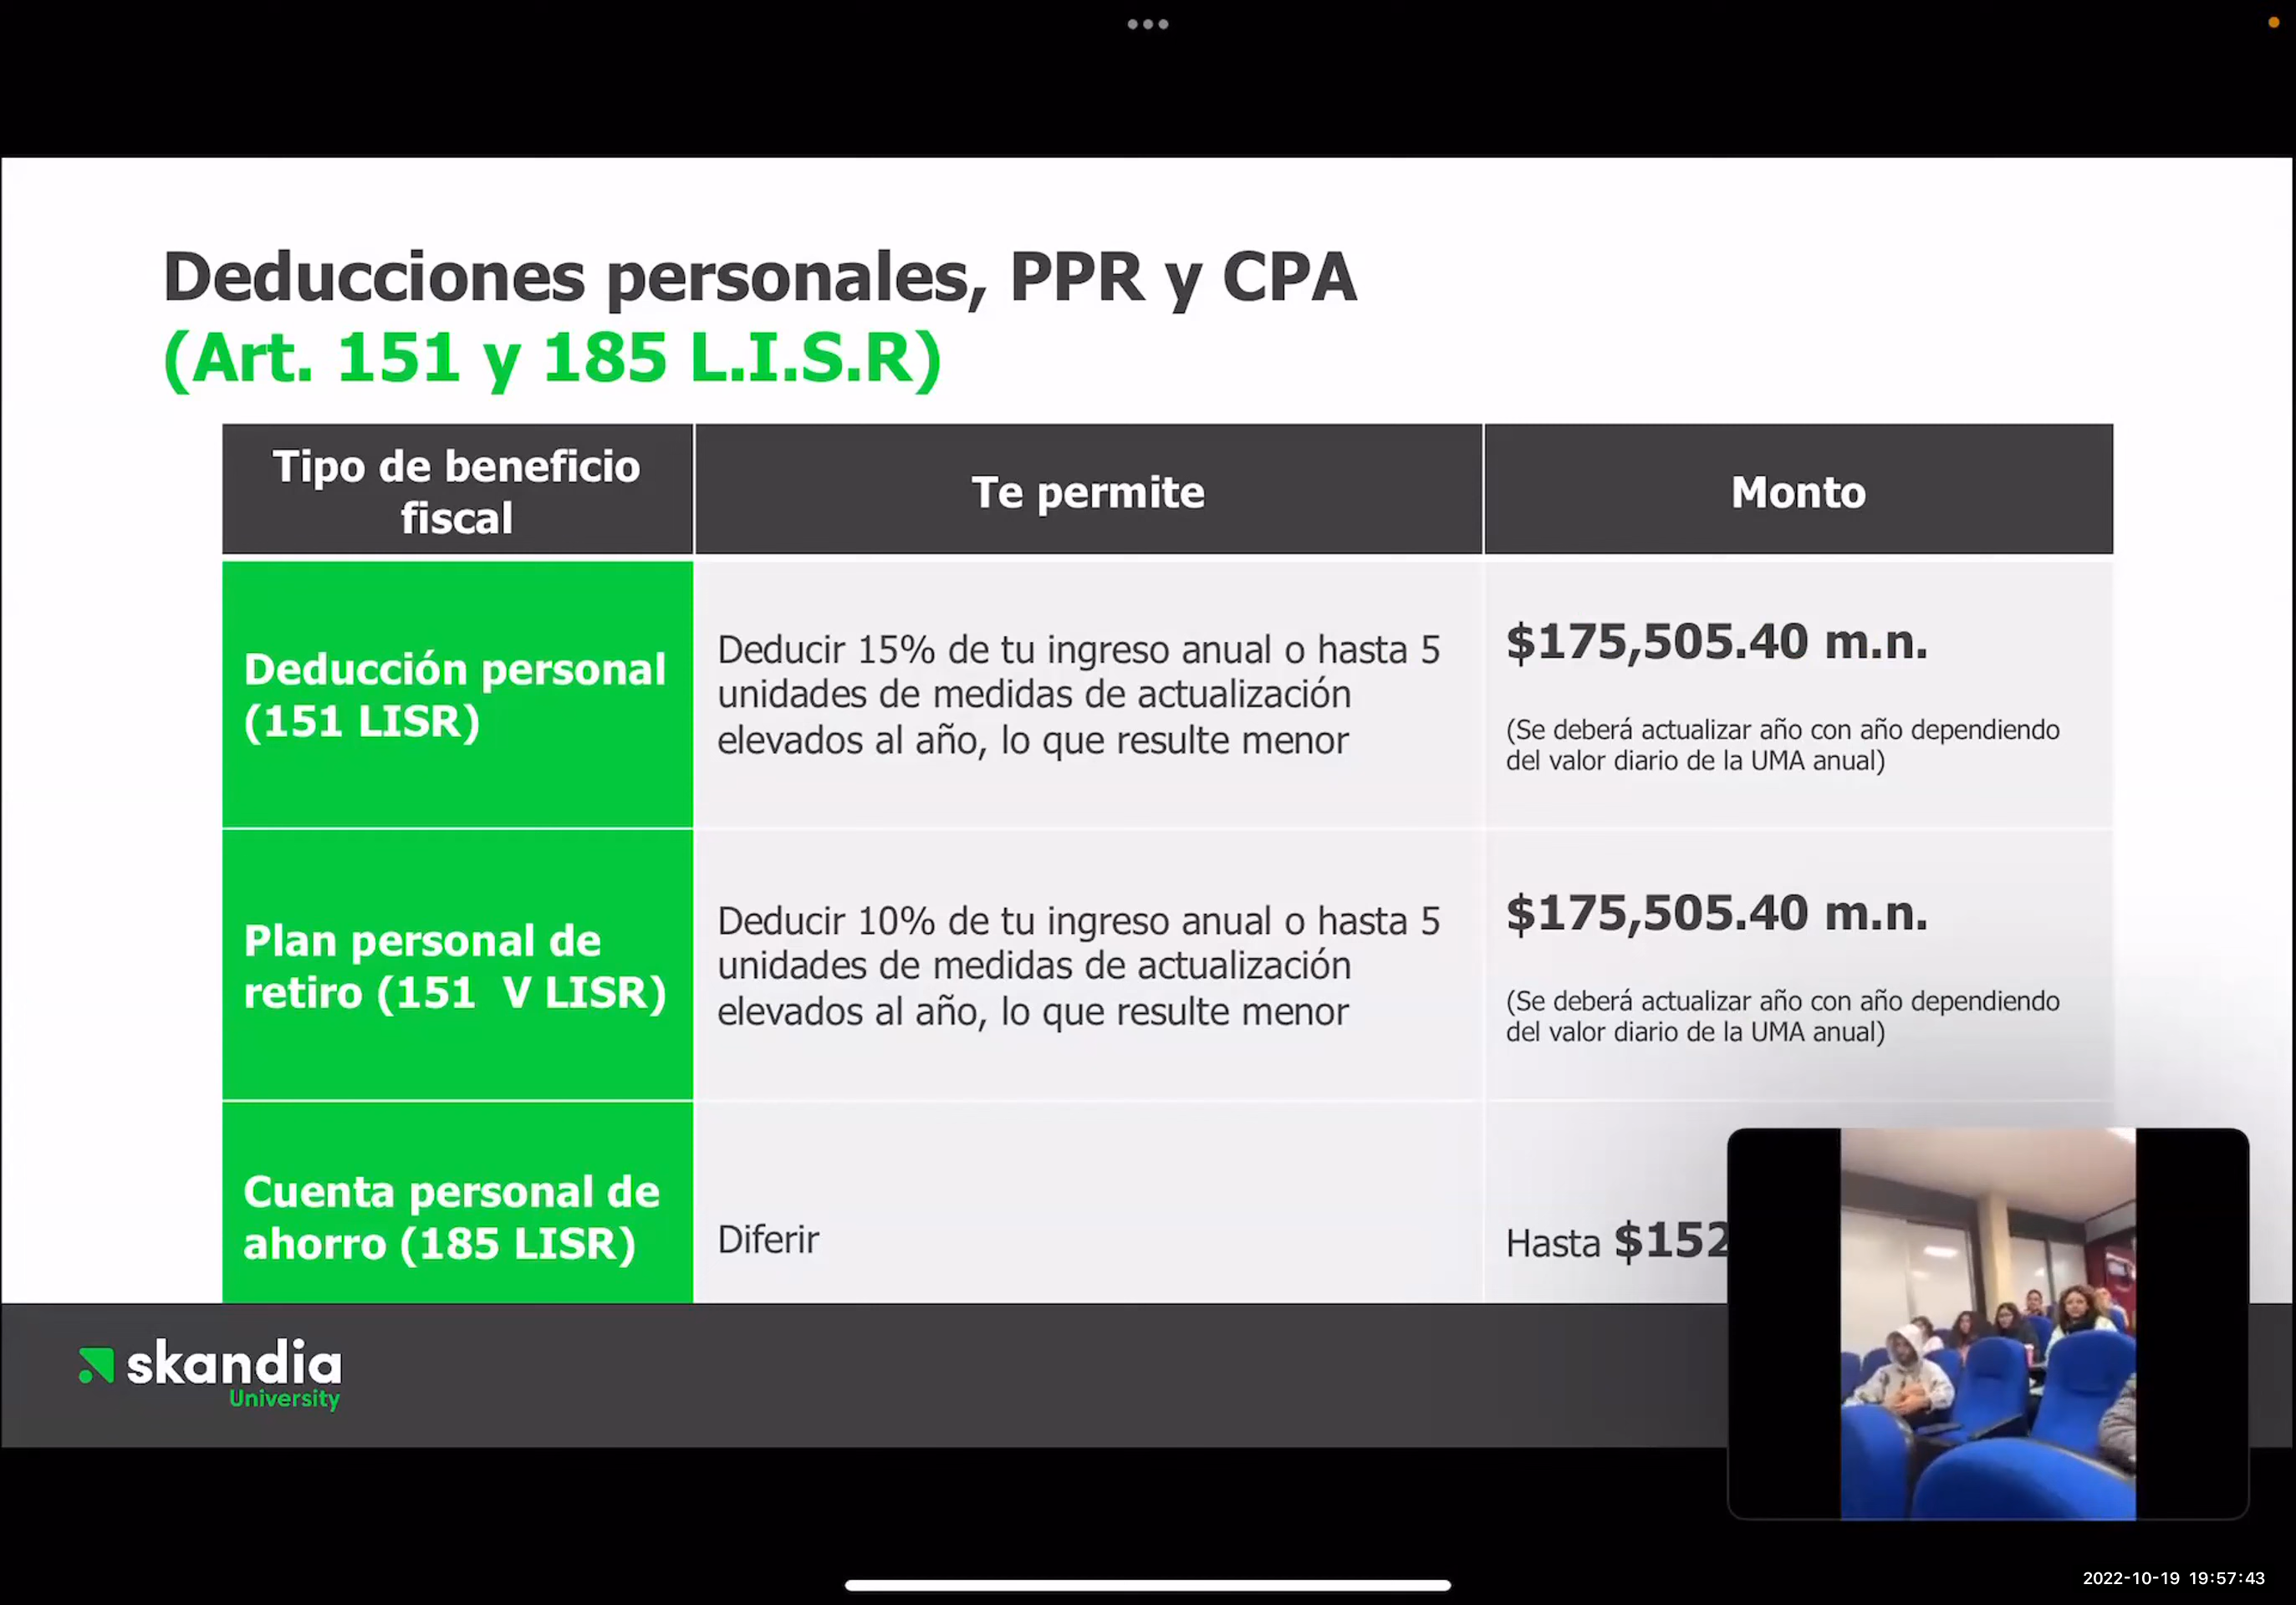 Deducciones personales, PPR y CPA
(Art. 151 y 185 L.I.S.R)
Tipo de beneficio
fiscal
Te permite
Monto
Deducción personal
(151 LISR)
Deducir 15% de tu ingreso anual o hasta 5
unidades de medidas de actualización
elevados al año, lo que resulte menor
$175,505.40 m.n.
(Se deberá actualizar año con año dependiendo
del valor diario de la UMA anual)
Plan personal de
retiro (151 V LISR)
Deducir 10% de tu ingreso anual o hasta 5
unidades de medidas de actualización
elevados al año, lo que resulte menor
$175,505.40 m.n.
(Se deberá actualizar año con año dependiendo
del valor diario de la UMA anual)
Cuenta personal de
ahorro (185 LISR)
Diferir
Hasta $152
skandia
University
2022-10-19 19:57:43